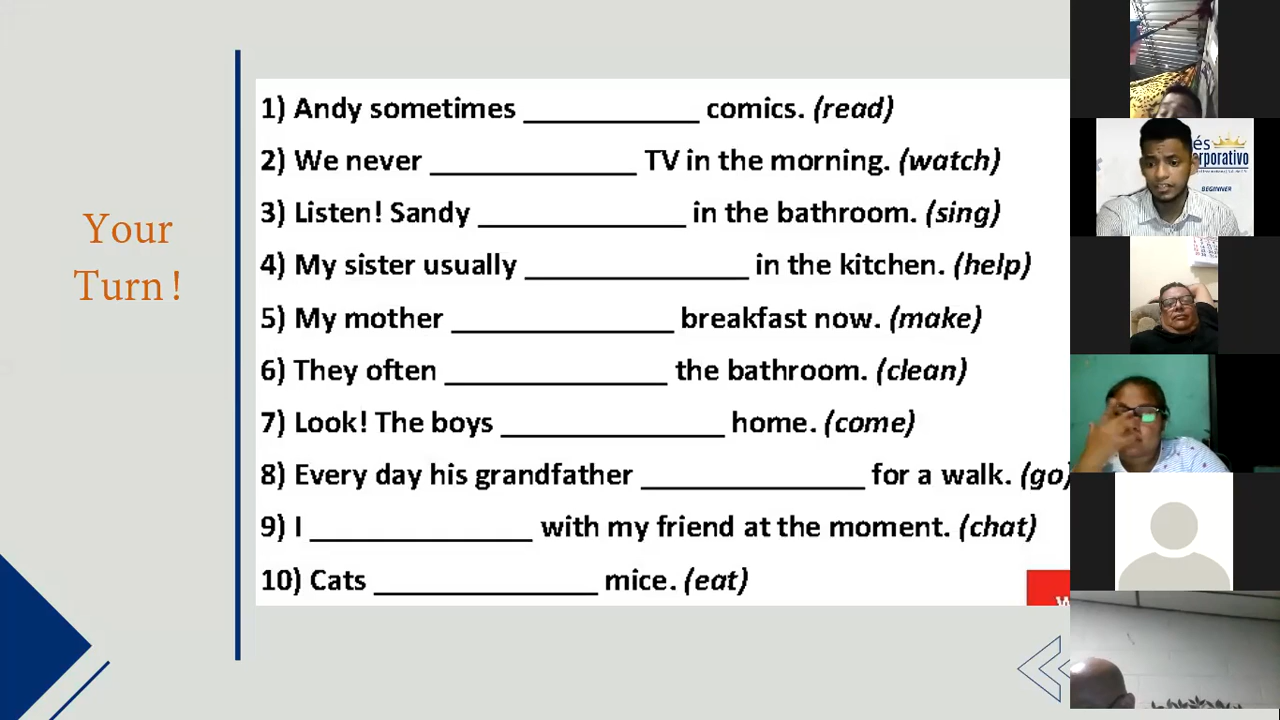 Your
Turn!
1) Andy sometimes ____________ comics. (read)
2) We never ______________ TV in the morning. (watch)
3) Listen! Sandy ______________ in the bathroom. (sing)
4) My sister usually _______________ in the kitchen. (help)
5) My mother _______________ breakfast now. (make)
6) They often _______________ the bathroom. (clean)
7) Look! The boys _______________ home. (come)
8) Every day his grandfather _______________ for a walk. (go)
9) I _______________ with my friend at the moment. (chat)
10) Cats _______________ mice. (eat)
és
rporativo
BEGINNER